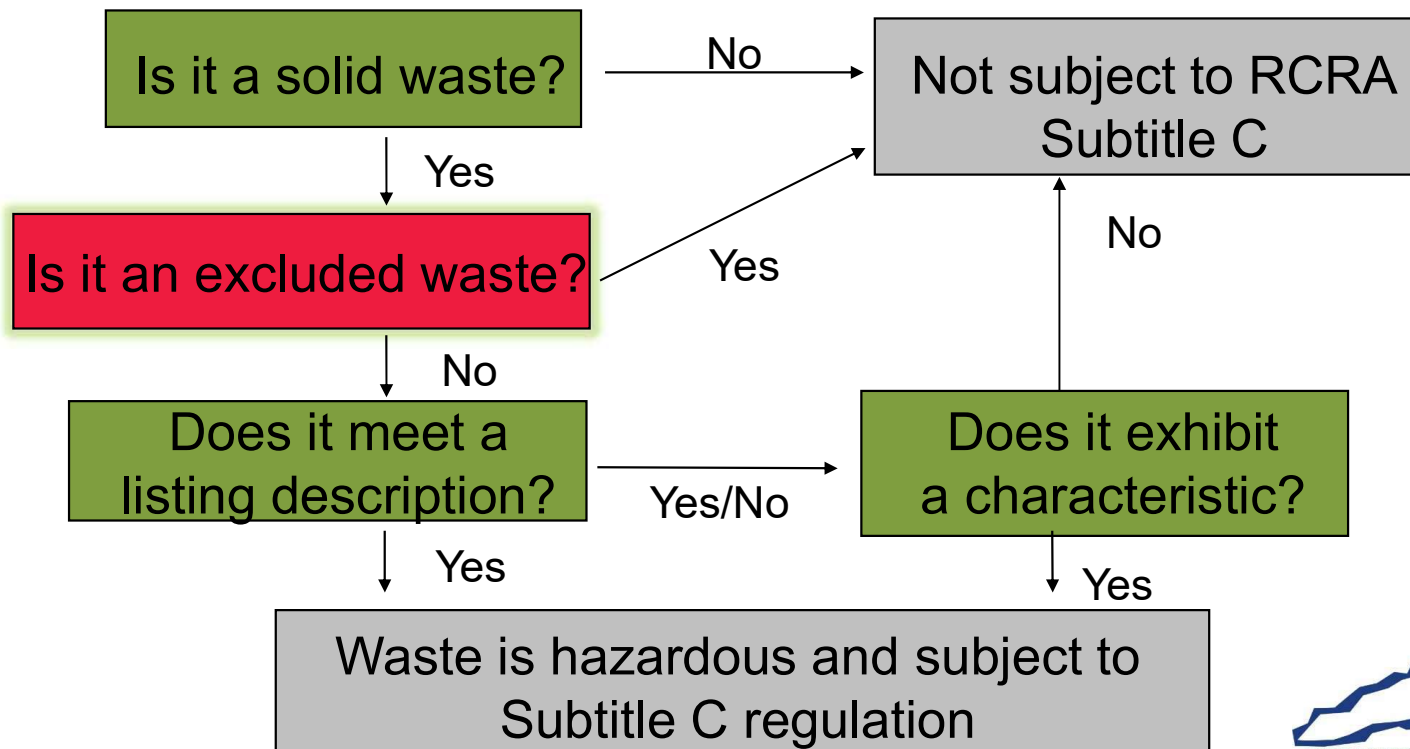 Is it a solid waste?
No
Not subject to RCRA
Subtitle C
Yes
Is it an excluded waste?
Yes
No
No
Does it meet a
listing description?
Yes/No
Does it exhibit
a characteristic?
Yes
Yes
Waste is hazardous and subject to
Subtitle C regulation